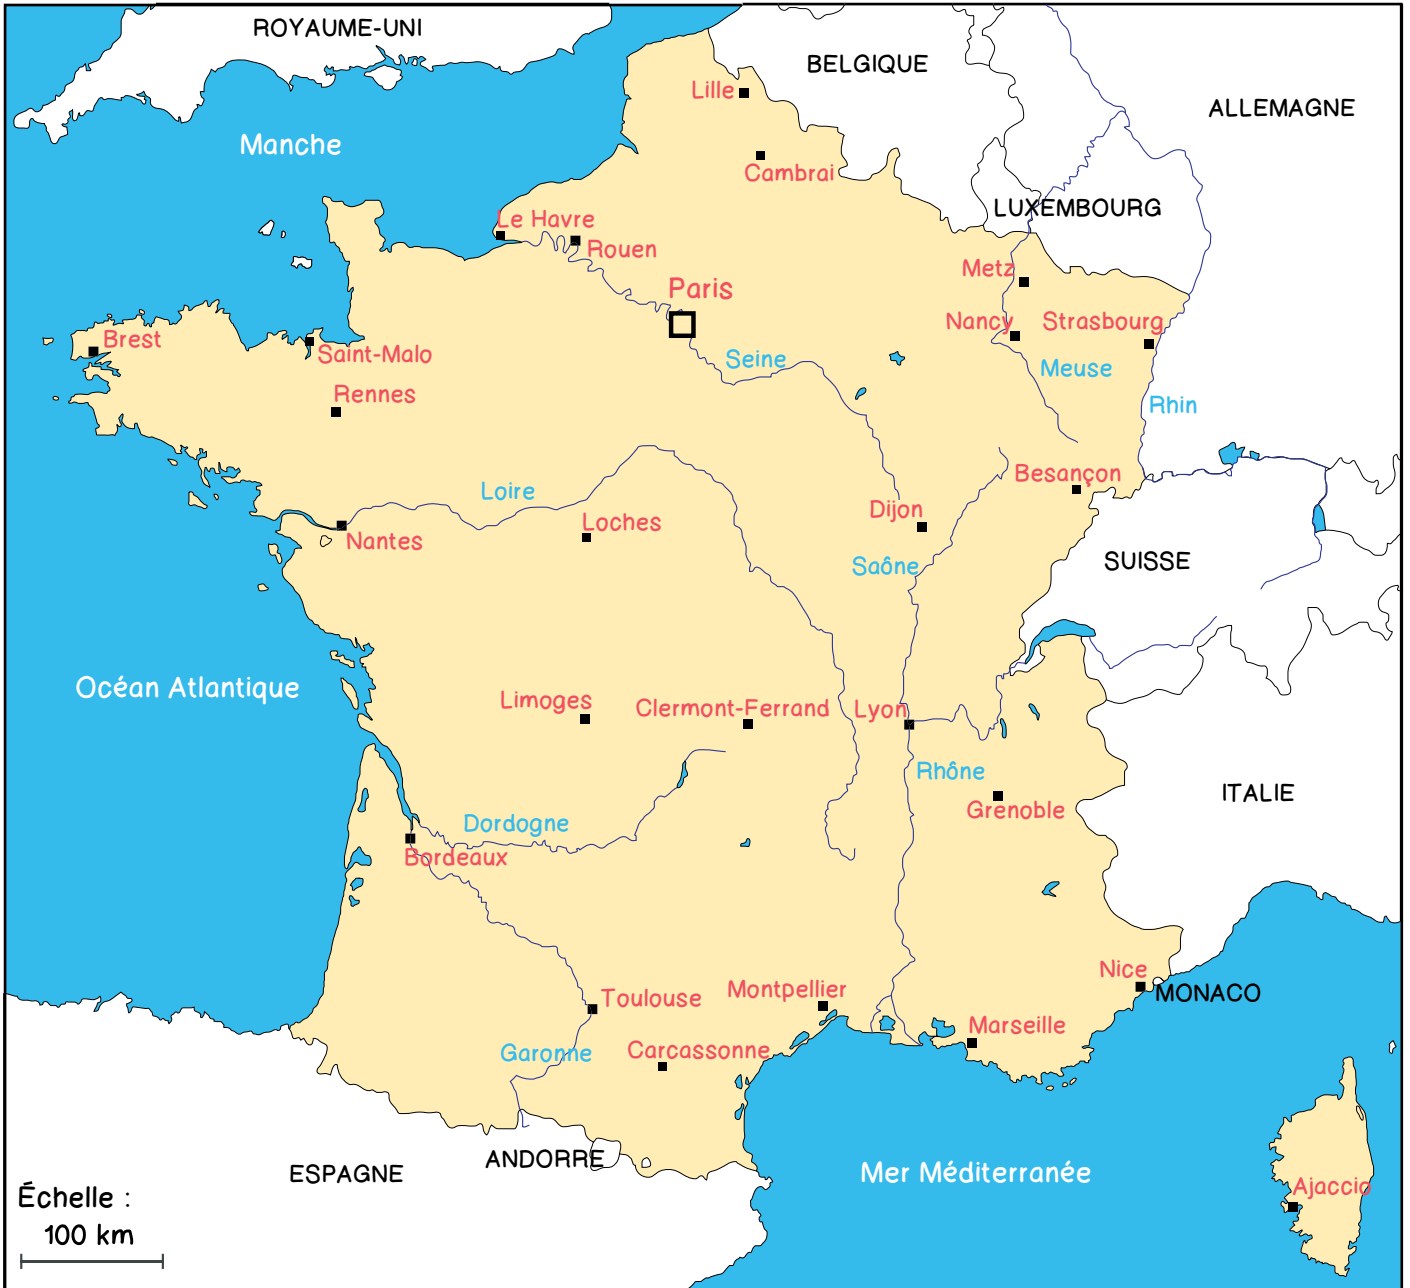 ROYAUME-UNI
BELGIQUE
Lille
ALLEMAGNE
Manche
Cambrai
LUXEMBOURG
Le Havre
Rouen
Metz
Paris
Nancy
Strasbourg
Brest
Saint-Malo
Seine
Meuse
Rennes
Rhin
Besançon
Loire
Dijon
Loches
Nantes
SUISSE
Saône
Océan Atlantique
Limoges
Clermont-Ferrand
Lyon
Rhône
ITALIE
Grenoble
Dordogne
Bordeaux
Nice
MONACO
Toulouse
Montpellier
Marseille
Garonne
Carcassonne
ANDORRE
ESPAGNE
Mer Méditerranée
Ajaccio
Échelle :
100 km